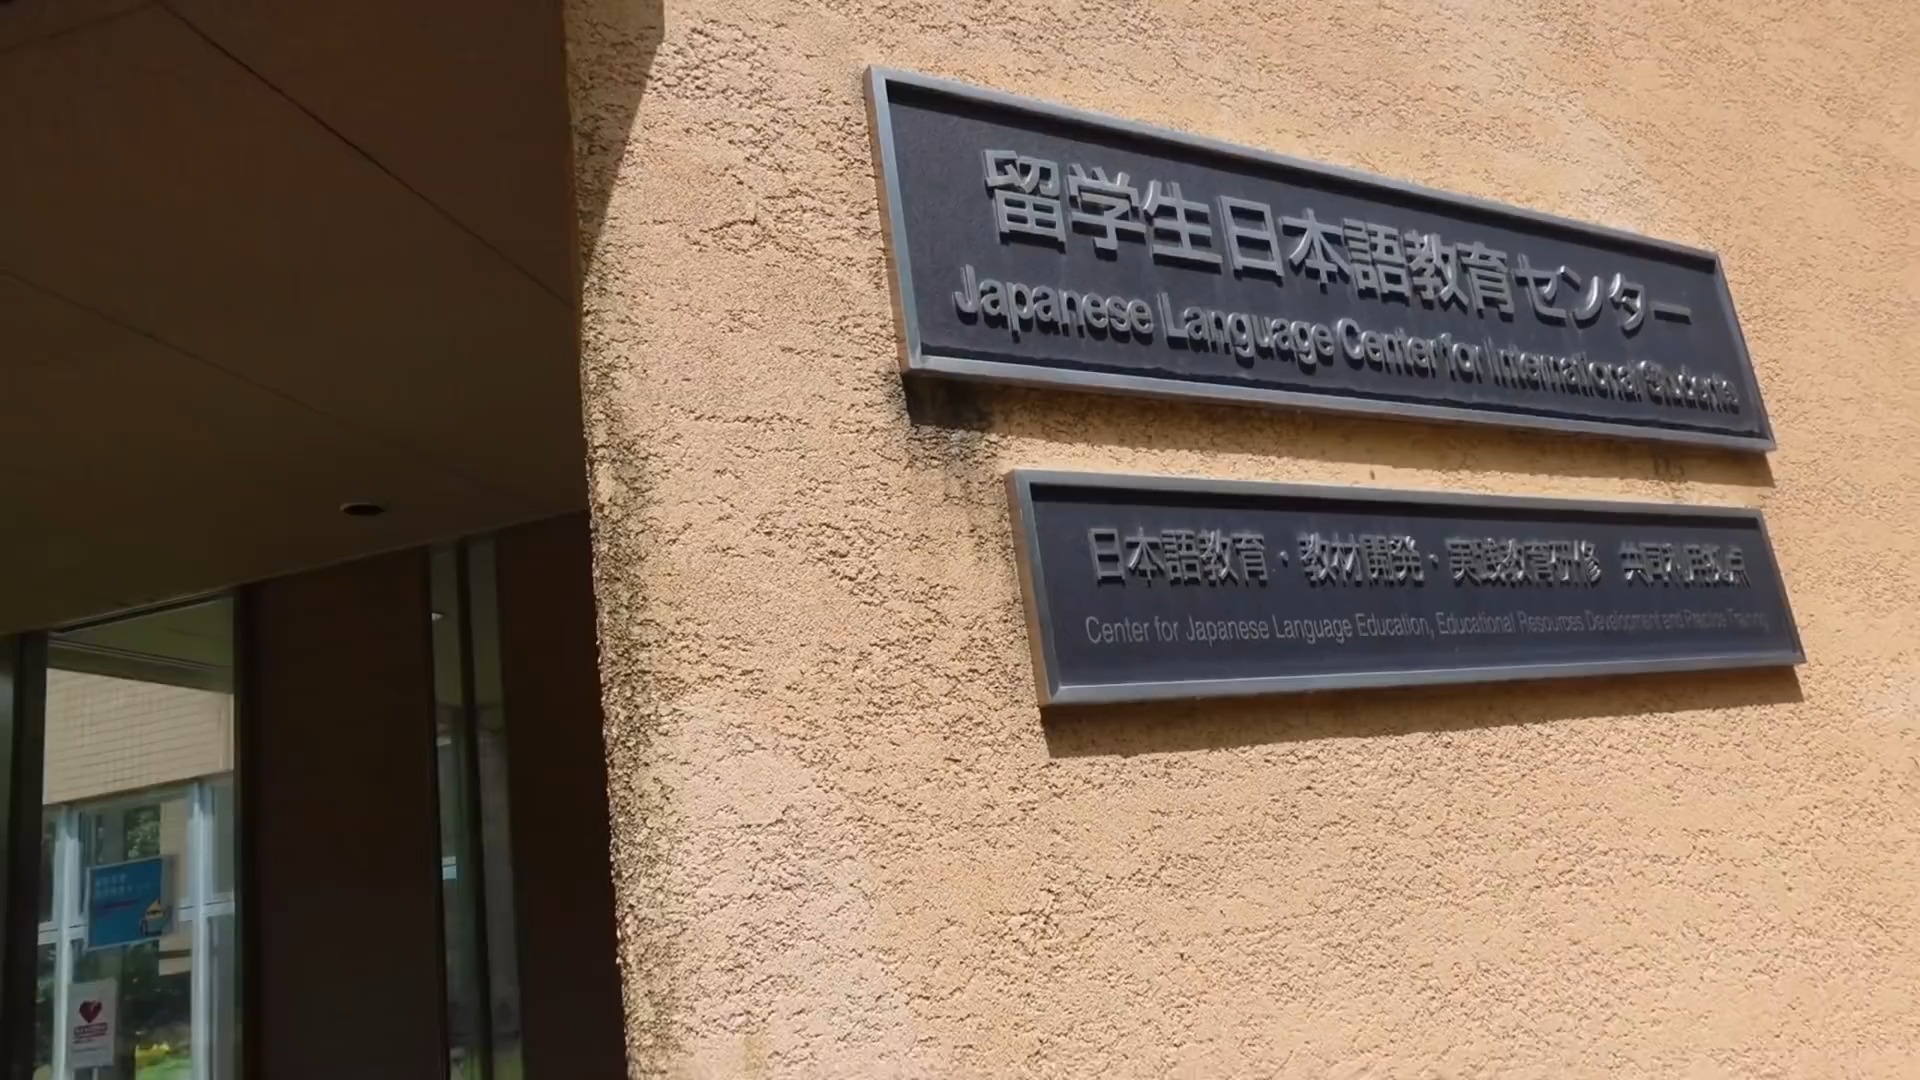 留学生日本語教育センター
Japanese Language Center for International Students
日本語教育・教材開発・実践教育研修 共同利用拠点
Center for Japanese Language Education, Educational Resources Development and Practice Training